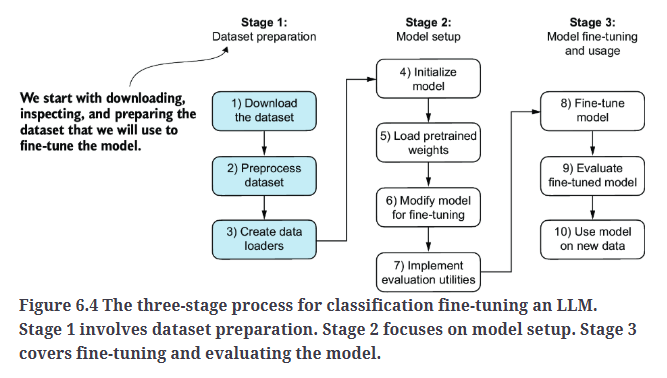 Stage 1:
Dataset preparation
We start with downloading,
inspecting, and preparing the
dataset that we will use to
fine-tune the model.
1) Download
the dataset
2) Preprocess
dataset
3) Create data
loaders
Stage 2:
Model setup
4) Initialize
model
5) Load pretrained
weights
6) Modify model
for fine-tuning
7) Implement
evaluation utilities
Stage 3:
Model fine-tuning
and usage
8) Fine-tune
model
9) Evaluate
fine-tuned model
10) Use model
on new data
Figure 6.4 The three-stage process for classification fine-tuning an LLM.
Stage 1 involves dataset preparation. Stage 2 focuses on model setup. Stage 3
covers fine-tuning and evaluating the model.